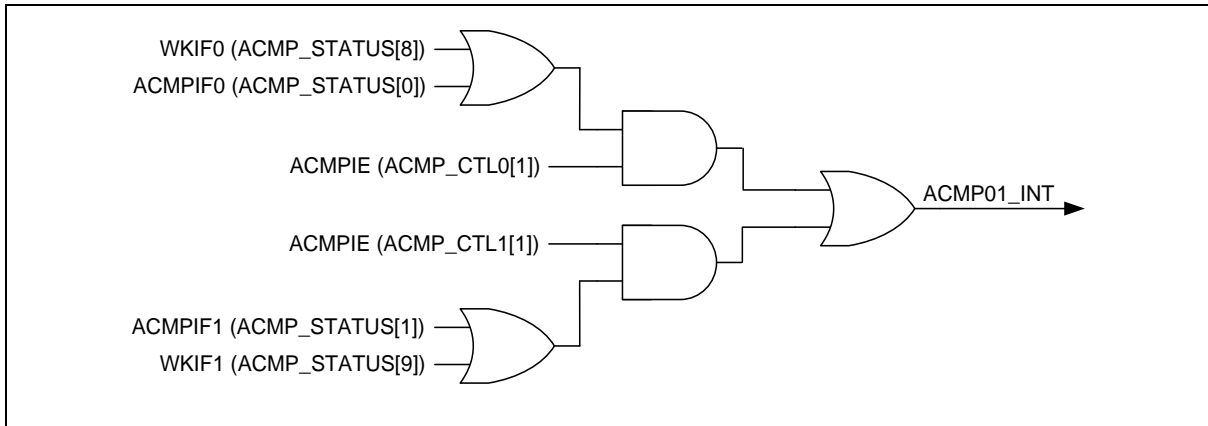 WKIF0 (ACMP_STATUS[8])
ACMPIF0 (ACMP_STATUS[0])
ACMPIE (ACMP_CTL0[1])
ACMP01_INT
ACMPIE (ACMP_CTL1[1])
ACMPIF1 (ACMP_STATUS[1])
WKIF1 (ACMP_STATUS[9])